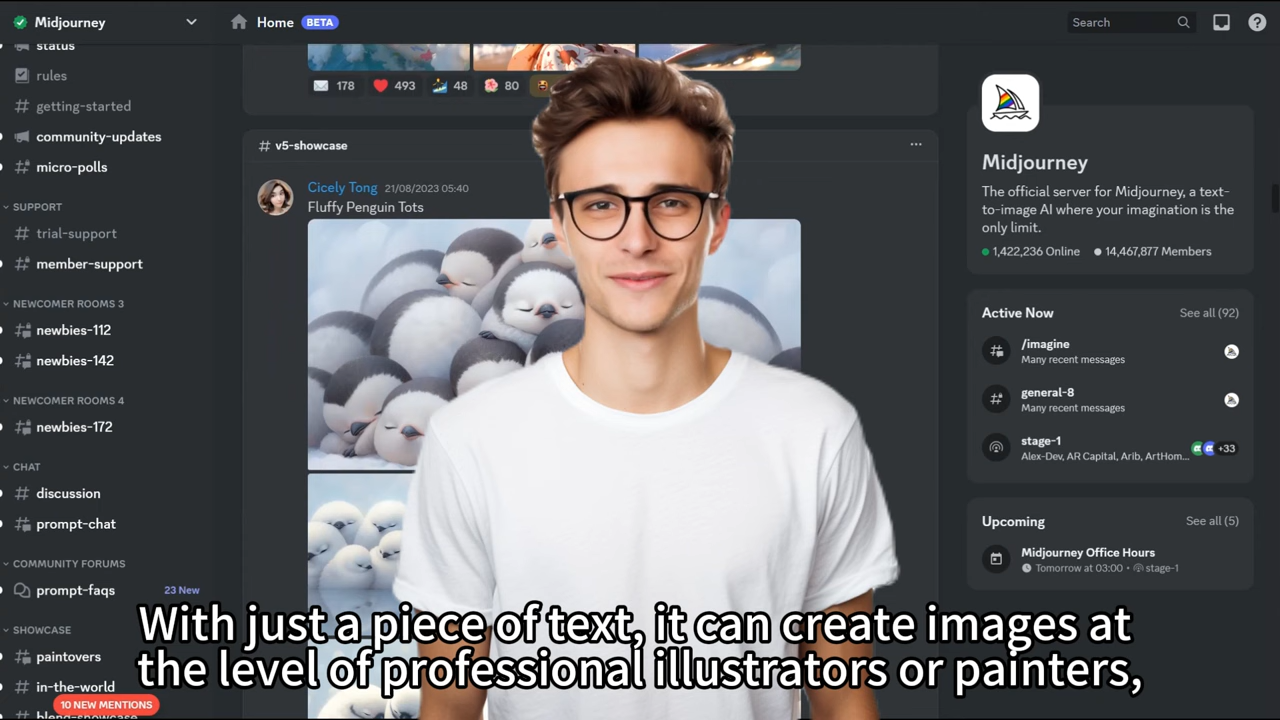 Midjourney
Home BETA
Search
status
rules
getting-started
community-updates
micro-polls
SUPPORT
trial-support
member-support
NEWCOMER ROOMS 3
newbies-112
newbies-142
NEWCOMER ROOMS 4
newbies-172
CHAT
discussion
prompt-chat
COMMUNITY FORUMS
prompt-faqs 23 New
SHOWCASE
paintovers
in-the-world
10 NEW MENTIONS
blend-showcase
178 493 48 80
v5-showcase
Cicely Tong 21/08/2023 05:40
Fluffy Penguin Tots
Midjourney
The official server for Midjourney, a text-
to-image AI where your imagination is the
only limit.
1,422,236 Online 14,467,877 Members
Active Now See all (92)
/imagine
Many recent messages
general-8
Many recent messages
stage-1
Alex-Dev, AR Capital, Arib, ArtHom... +33
Upcoming See all (5)
Midjourney Office Hours
Tomorrow at 03:00 • stage-1
With just a piece of text, it can create images at
the level of professional illustrators or painters,